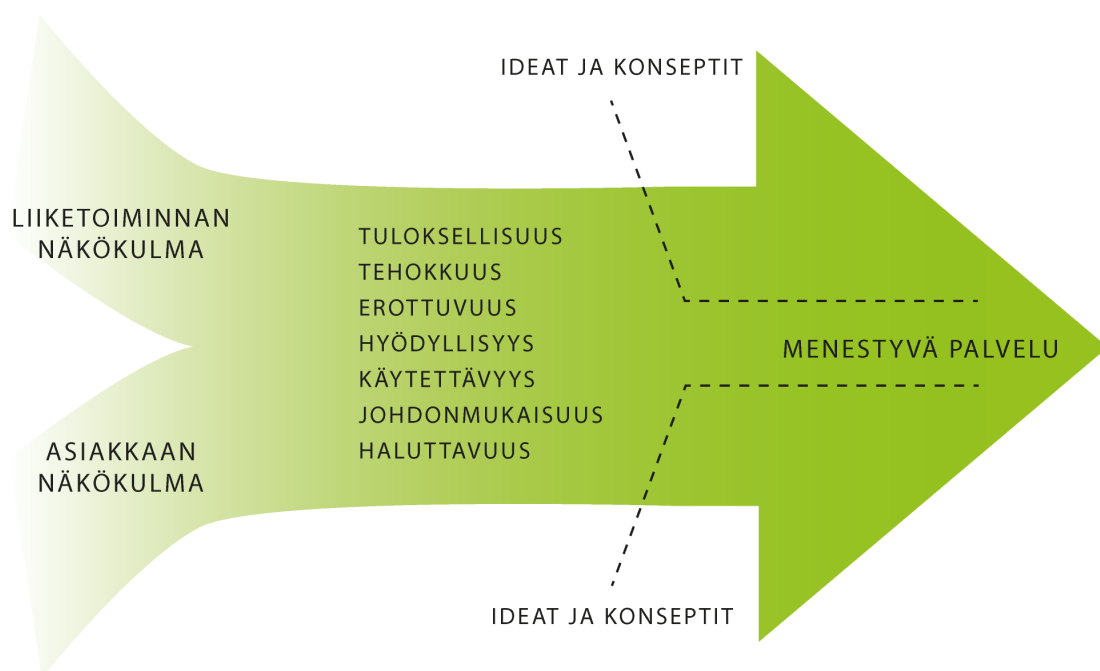 IDEAT JA KONSEPTIT
LIIKETOIMINNAN
NÄKÖKULMA
TULOKSELLISUUS
TEHOKKUUS
EROTTUVUUS
HYÖDYLLISYYS
KÄYTETTÄVYYS
JOHDONMUKAISUUS
HALUTTAVUUS
MENESTYVÄ PALVELU
ASIAKKAAN
NÄKÖKULMA
IDEAT JA KONSEPTIT